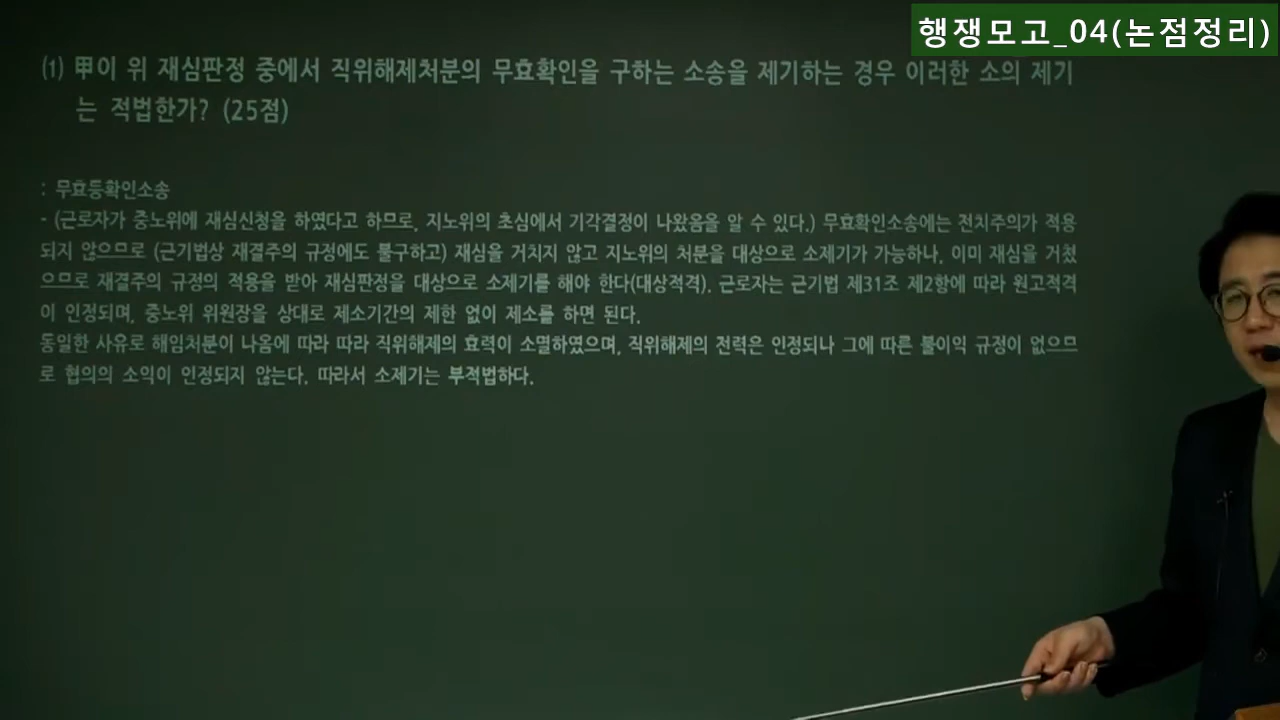 행쟁모고_04(논점정리)
(1) 甲이 위 재심판정 중에서 직위해제처분의 무효확인을 구하는 소송을 제기하는 경우 이러한 소의 제기
는 적법한가? (25점)
: 무효등확인소송
- (근로자가 중노위에 재심신청을 하였다고 하므로, 지노위의 초심에서 기각결정이 나왔음을 알 수 있다.) 무효확인소송에는 전치주의가 적용
되지 않으므로 (근기법상 재결주의 규정에도 불구하고) 재심을 거치지 않고 지노위의 처분을 대상으로 소제기가 가능하나, 이미 재심을 거쳤
으므로 재결주의 규정의 적용을 받아 재심판정을 대상으로 소제기를 해야 한다(대상적격). 근로자는 근기법 제31조 제2항에 따라 원고적격
이 인정되며, 중노위 위원장을 상대로 제소기간의 제한 없이 제소를 하면 된다.
동일한 사유로 해임처분이 나옴에 따라 따라 직위해제의 효력이 소멸하였으며, 직위해제의 전력은 인정되나 그에 따른 불이익 규정이 없으므
로 협의의 소익이 인정되지 않는다. 따라서 소제기는 부적법하다.